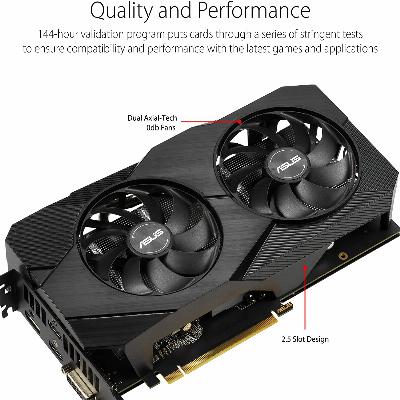 Quality and Performance
144-hour validation program puts cards through a series of stringent tests
to ensure compatibility and performance with the latest games and applications
Dual Axial-Tech
0db Fans
ASUS
ASUS
2.5 Slot Design